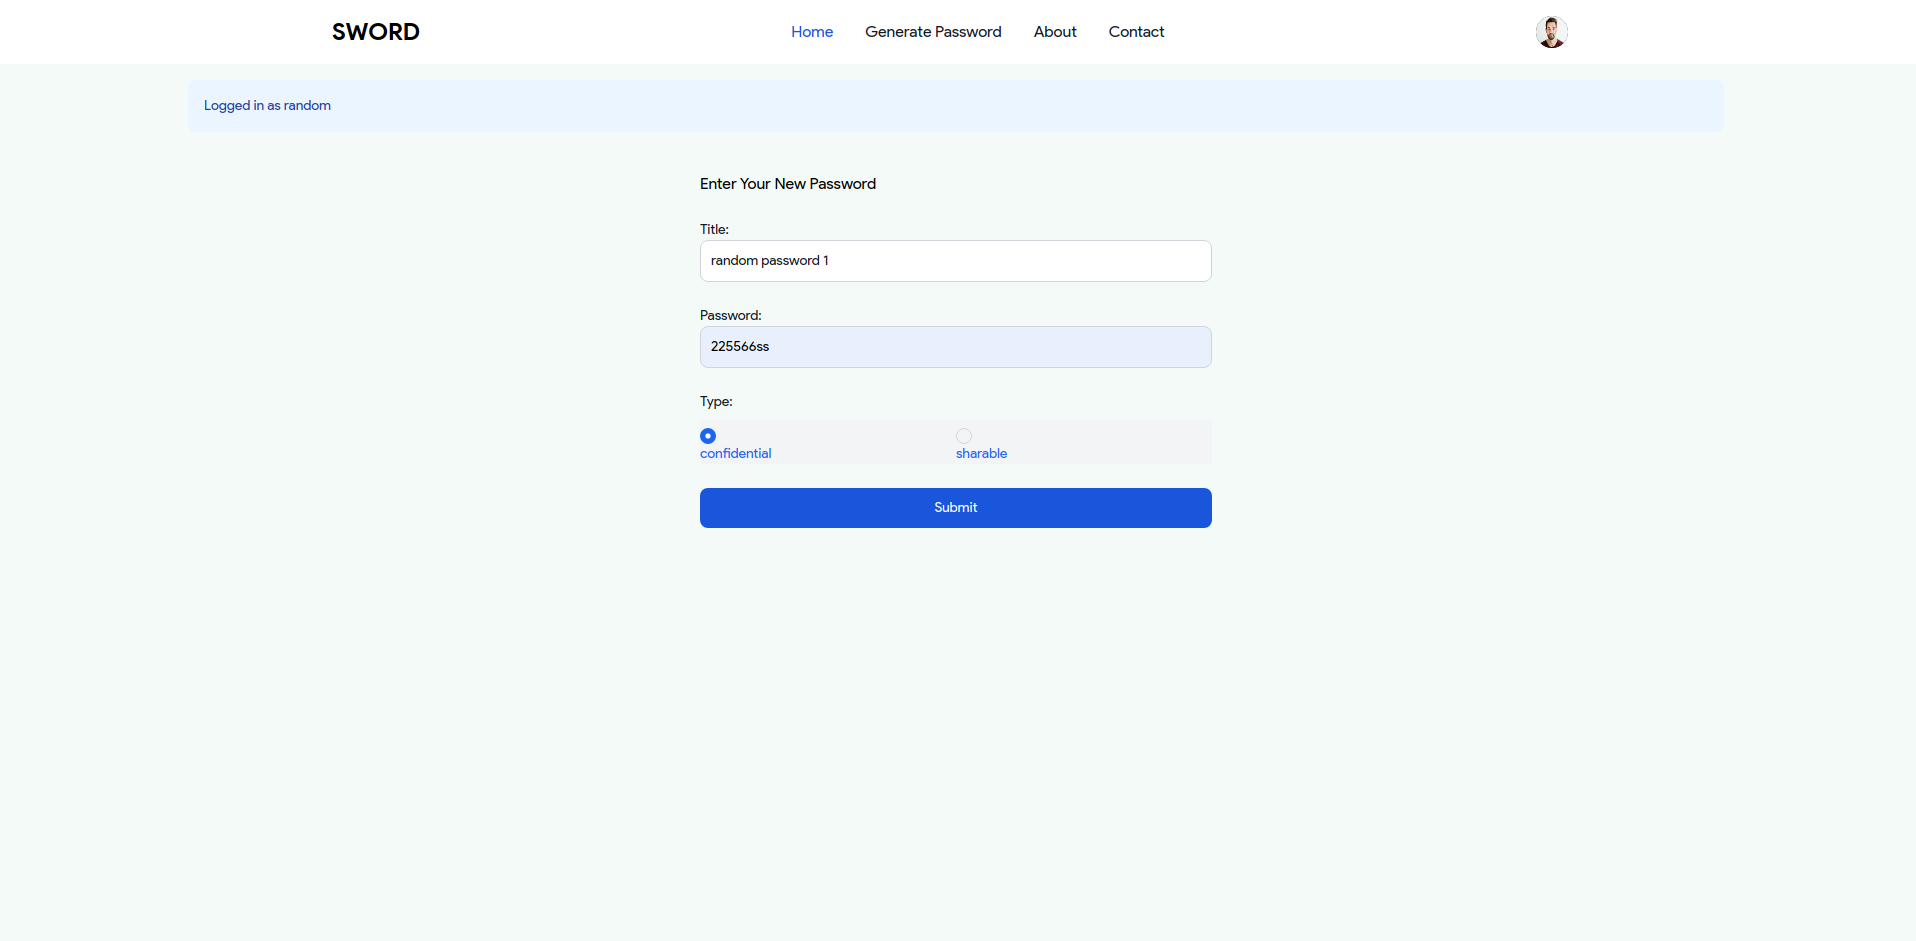 SWORD
Home Generate Password About Contact
Logged in as random
Enter Your New Password
Title:
random password 1
Password:
225566ss
Type:
confidential sharable
Submit